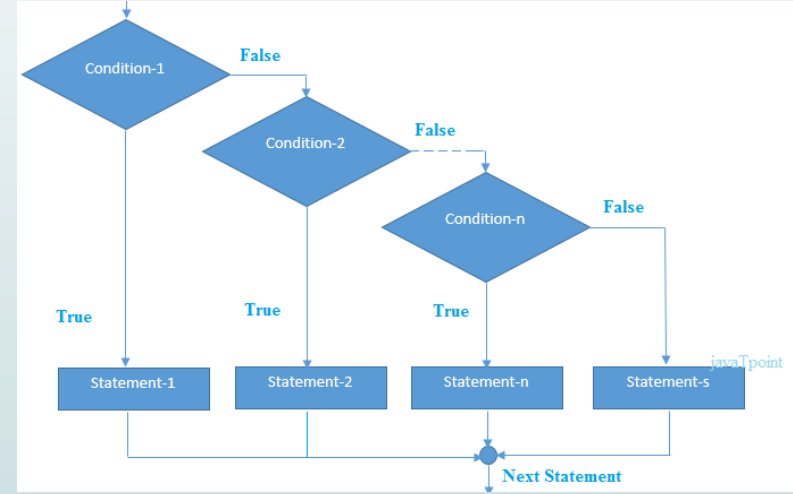 Condition-1
False
Condition-2
False
Condition-n
False
True
True
True
javaTpoint
Statement-1
Statement-2
Statement-n
Statement-s
Next Statement